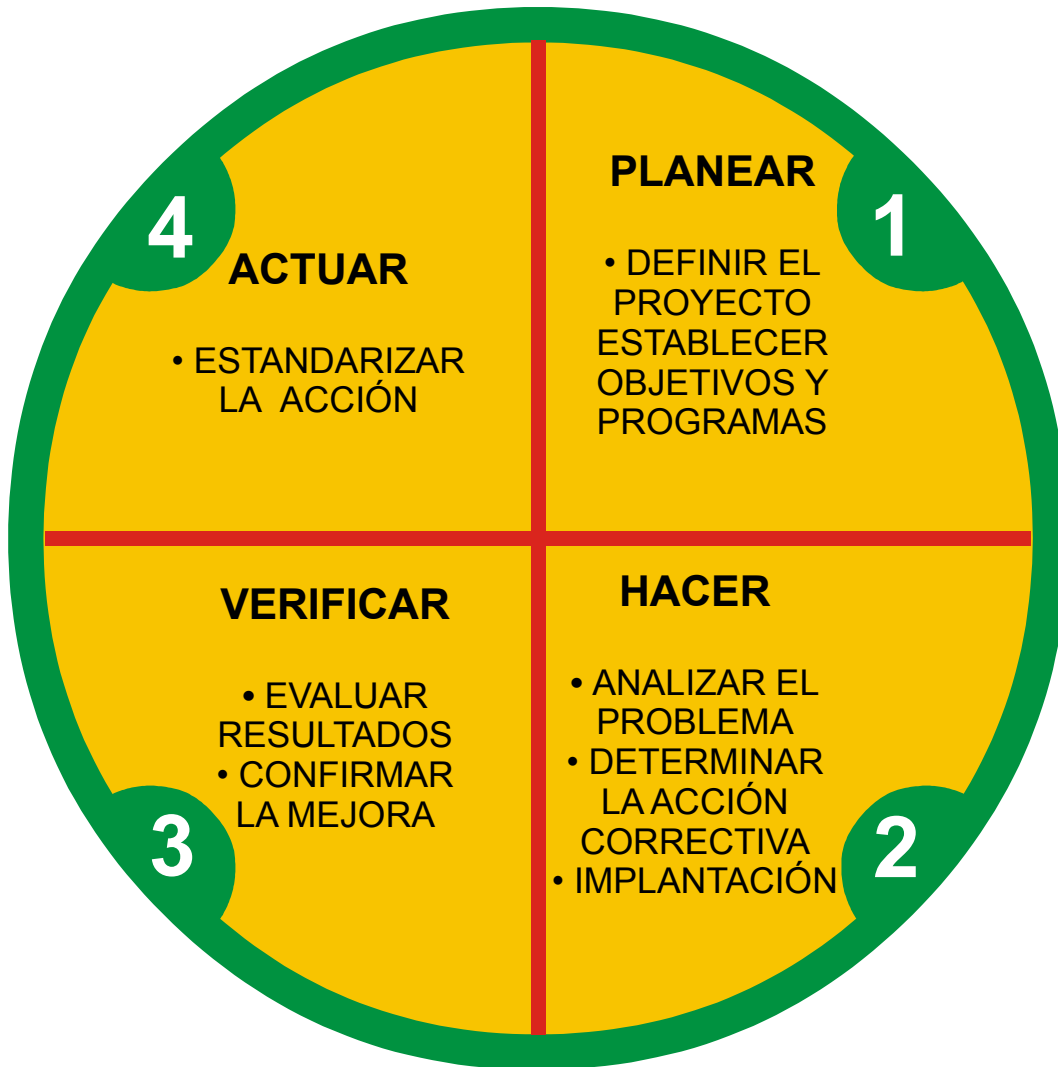 1
PLANEAR
• DEFINIR EL
PROYECTO
ESTABLECER
OBJETIVOS Y
PROGRAMAS
2
HACER
• ANALIZAR EL
PROBLEMA
• DETERMINAR
LA ACCIÓN
CORRECTIVA
• IMPLANTACIÓN
3
VERIFICAR
• EVALUAR
RESULTADOS
• CONFIRMAR
LA MEJORA
4
ACTUAR
• ESTANDARIZAR
LA ACCIÓN